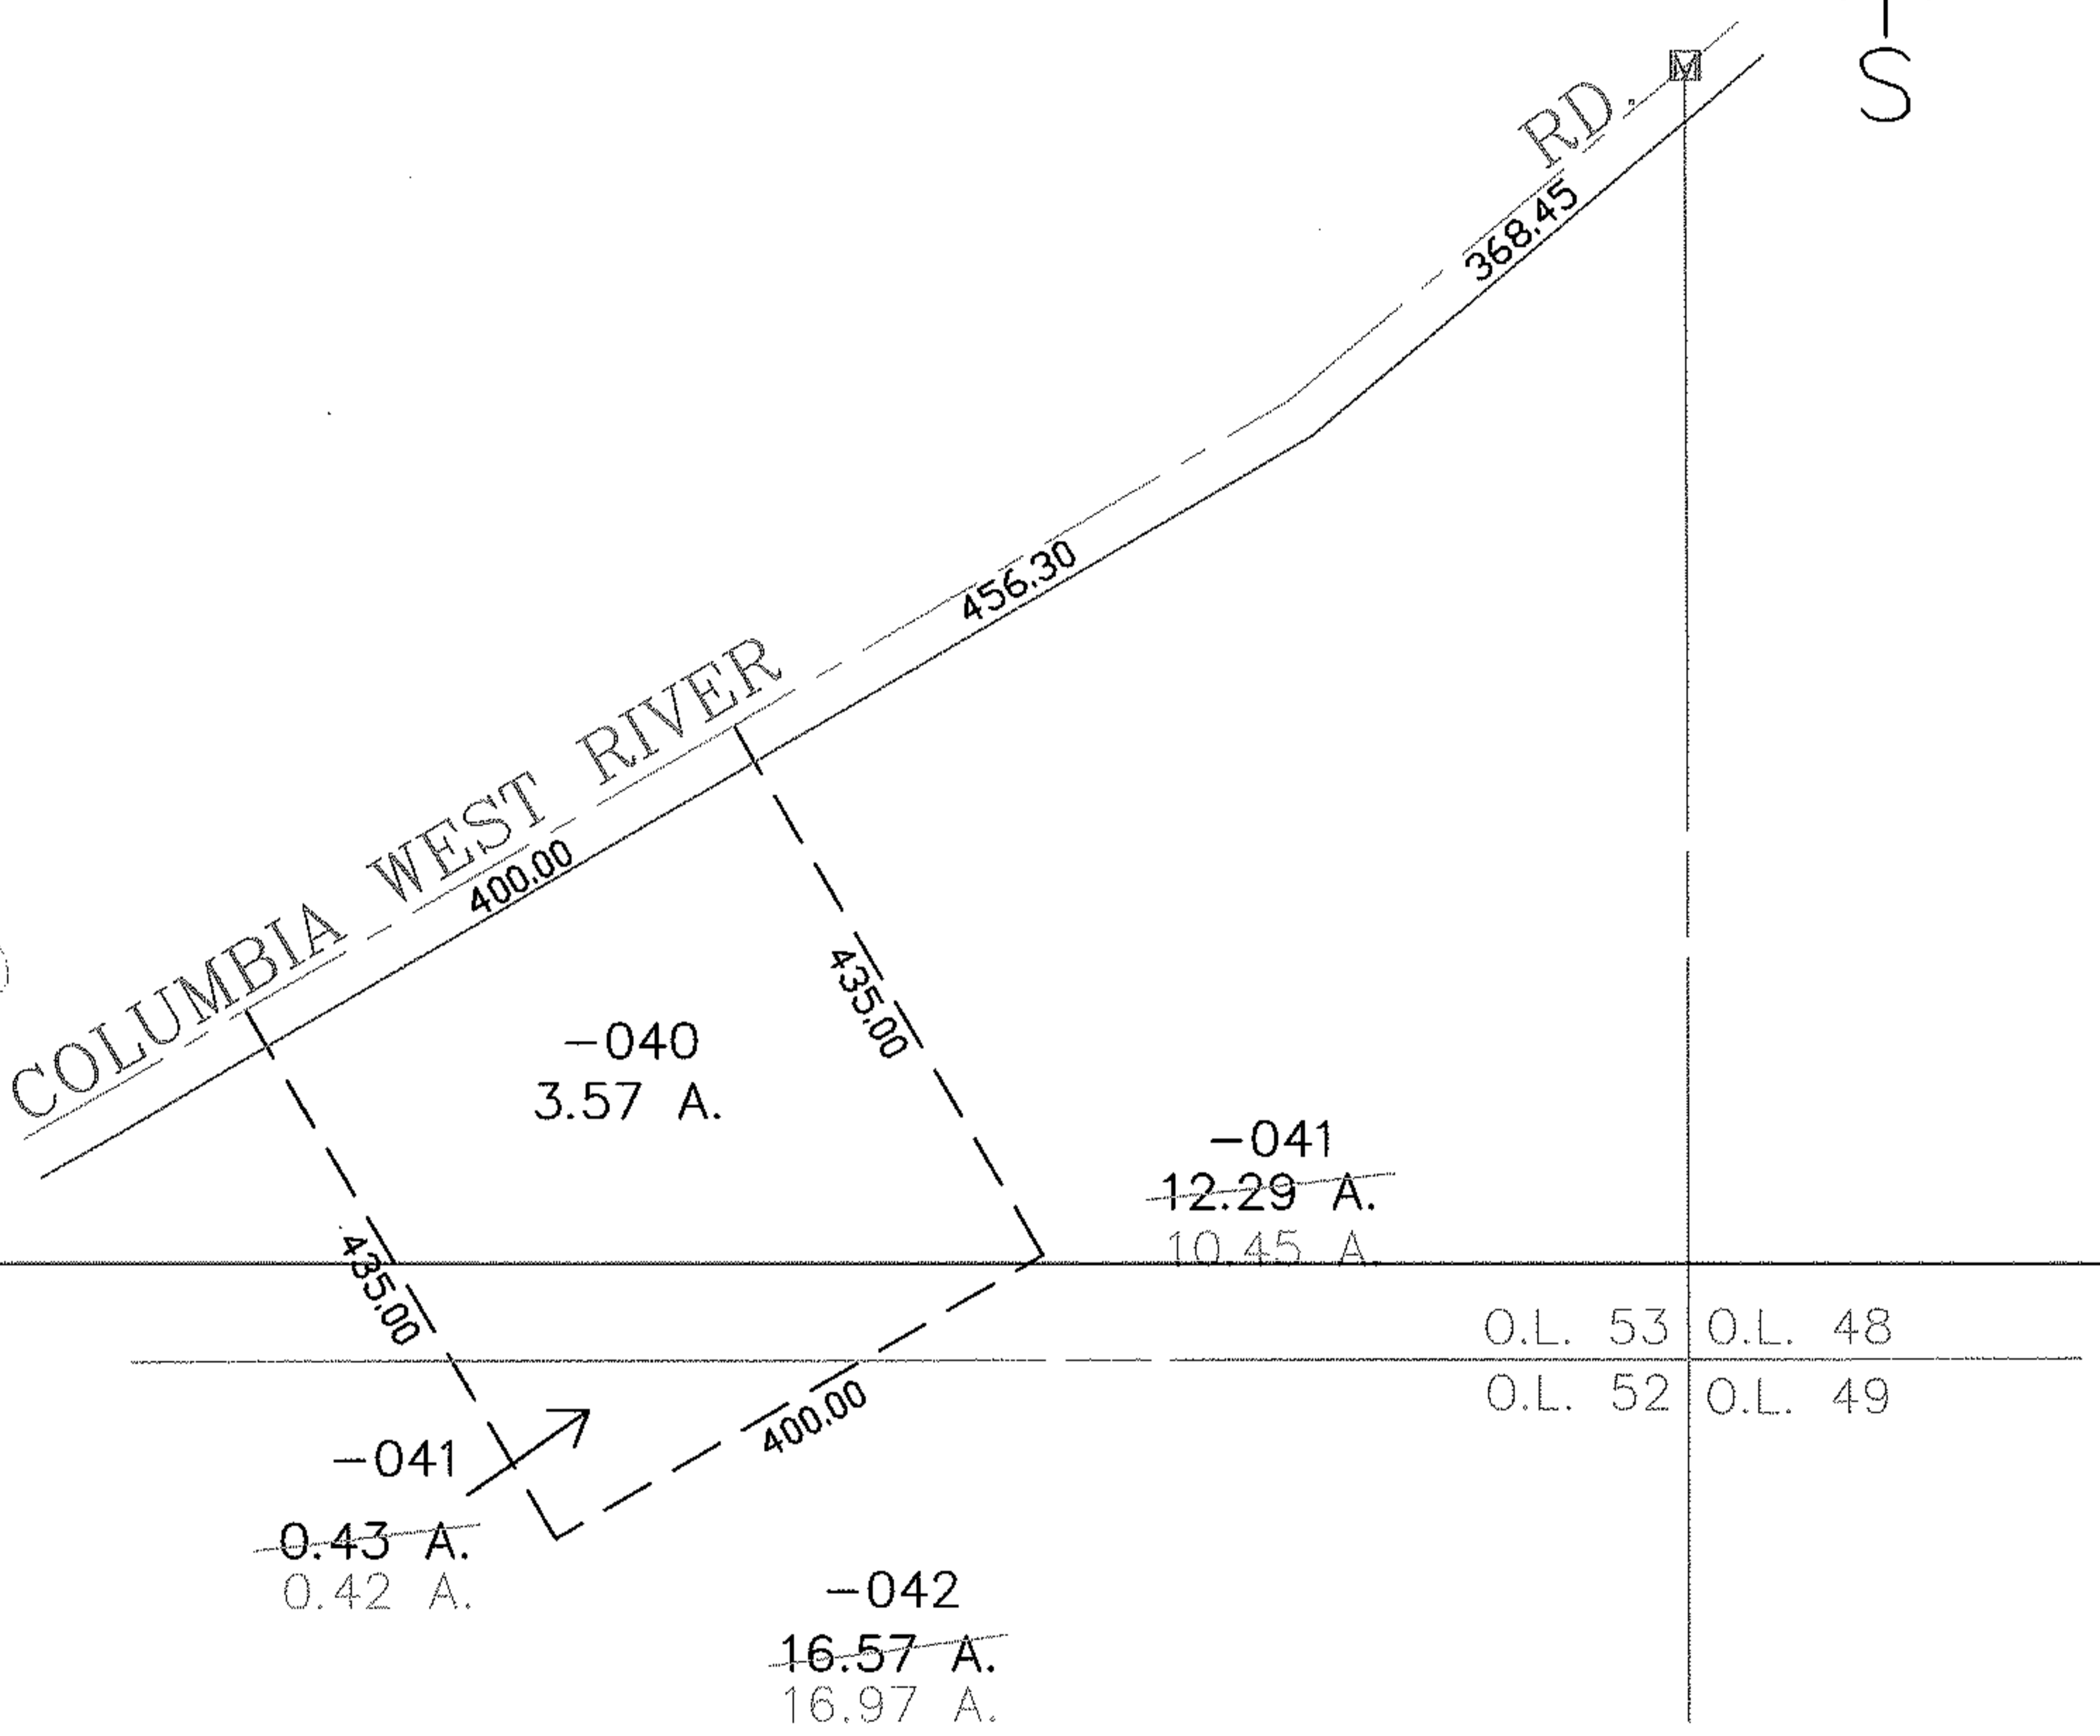 S
M
COLUMBIA WEST RIVER RD.
368.45
456.30
400.00
435.00
-040
3.57 A.
-041
12.29 A.
10.45 A.
435.00
O.L. 53
O.L. 48
O.L. 52
O.L. 49
400.00
-041
0.43 A.
0.42 A.
-042
16.57 A.
16.97 A.